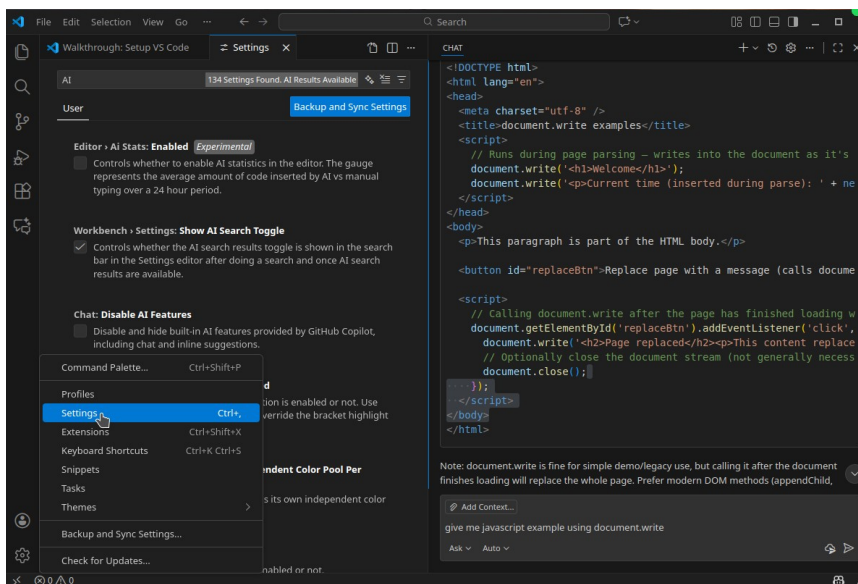 File Edit Selection View Go ··· Search
Walkthrough: Setup VS Code Settings
AI 134 Settings Found. AI Results Available
User Backup and Sync Settings
Editor › Ai Stats: Enabled Experimental
Controls whether to enable AI statistics in the editor. The gauge
represents the average amount of code inserted by AI vs manual
typing over a 24 hour period.
Workbench › Settings: Show AI Search Toggle
Controls whether the AI search results toggle is shown in the search
bar in the Settings editor after doing a search and once AI search
results are available.
Chat: Disable AI Features
Disable and hide built-in AI features provided by GitHub Copilot,
including chat and inline suggestions.
d
tion is enabled or not. Use
verride the bracket highlight
endent Color Pool Per
s its own independent color
nabled or not.
Command Palette... Ctrl+Shift+P
Profiles
Settings Ctrl+,
Extensions Ctrl+Shift+X
Keyboard Shortcuts Ctrl+K Ctrl+S
Snippets
Tasks
Themes
Backup and Sync Settings...
Check for Updates...
0 0
CHAT
<!DOCTYPE html>
<html lang="en">
<head>
<meta charset="utf-8" />
<title>document.write examples</title>
<script>
// Runs during page parsing — writes into the document as it's
document.write('<h1>Welcome</h1>');
document.write('<p>Current time (inserted during parse): ' + ne
</script>
</head>
<body>
<p>This paragraph is part of the HTML body.</p>
<button id="replaceBtn">Replace page with a message (calls docume
<script>
// Calling document.write after the page has finished loading w
document.getElementById('replaceBtn').addEventListener('click',
document.write('<h2>Page replaced</h2><p>This content replace
// Optionally close the document stream (not generally necess
document.close();
});
</script>
</body>
</html>
Note: document.write is fine for simple demo/legacy use, but calling it after the document
finishes loading will replace the whole page. Prefer modern DOM methods (appendChild,
Add Context...
give me javascript example using document.write
Ask Auto